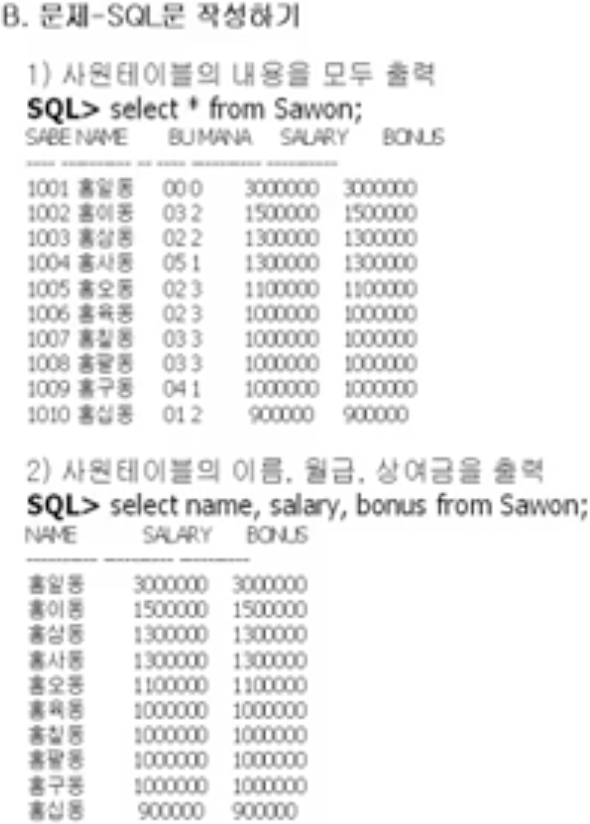 B. 문제-SQL문 작성하기
1) 사원테이블의 내용을 모두 출력
SQL> select * from Sawon;
SABE NAME BU MANA SALARY BONUS
---- ---------- -- ---- ---------- ----------
1001 홍일동 00 0 3000000 3000000
1002 홍이동 03 2 1500000 1500000
1003 홍삼동 02 2 1300000 1300000
1004 홍사동 05 1 1300000 1300000
1005 홍오동 02 3 1100000 1100000
1006 홍육동 02 3 1000000 1000000
1007 홍칠동 03 3 1000000 1000000
1008 홍팔동 03 3 1000000 1000000
1009 홍구동 04 1 1000000 1000000
1010 홍십동 01 2 900000 900000
2) 사원테이블의 이름, 월급, 상여금을 출력
SQL> select name, salary, bonus from Sawon;
NAME SALARY BONUS
---------- ---------- ----------
홍일동 3000000 3000000
홍이동 1500000 1500000
홍삼동 1300000 1300000
홍사동 1300000 1300000
홍오동 1100000 1100000
홍육동 1000000 1000000
홍칠동 1000000 1000000
홍팔동 1000000 1000000
홍구동 1000000 1000000
홍십동 900000 900000